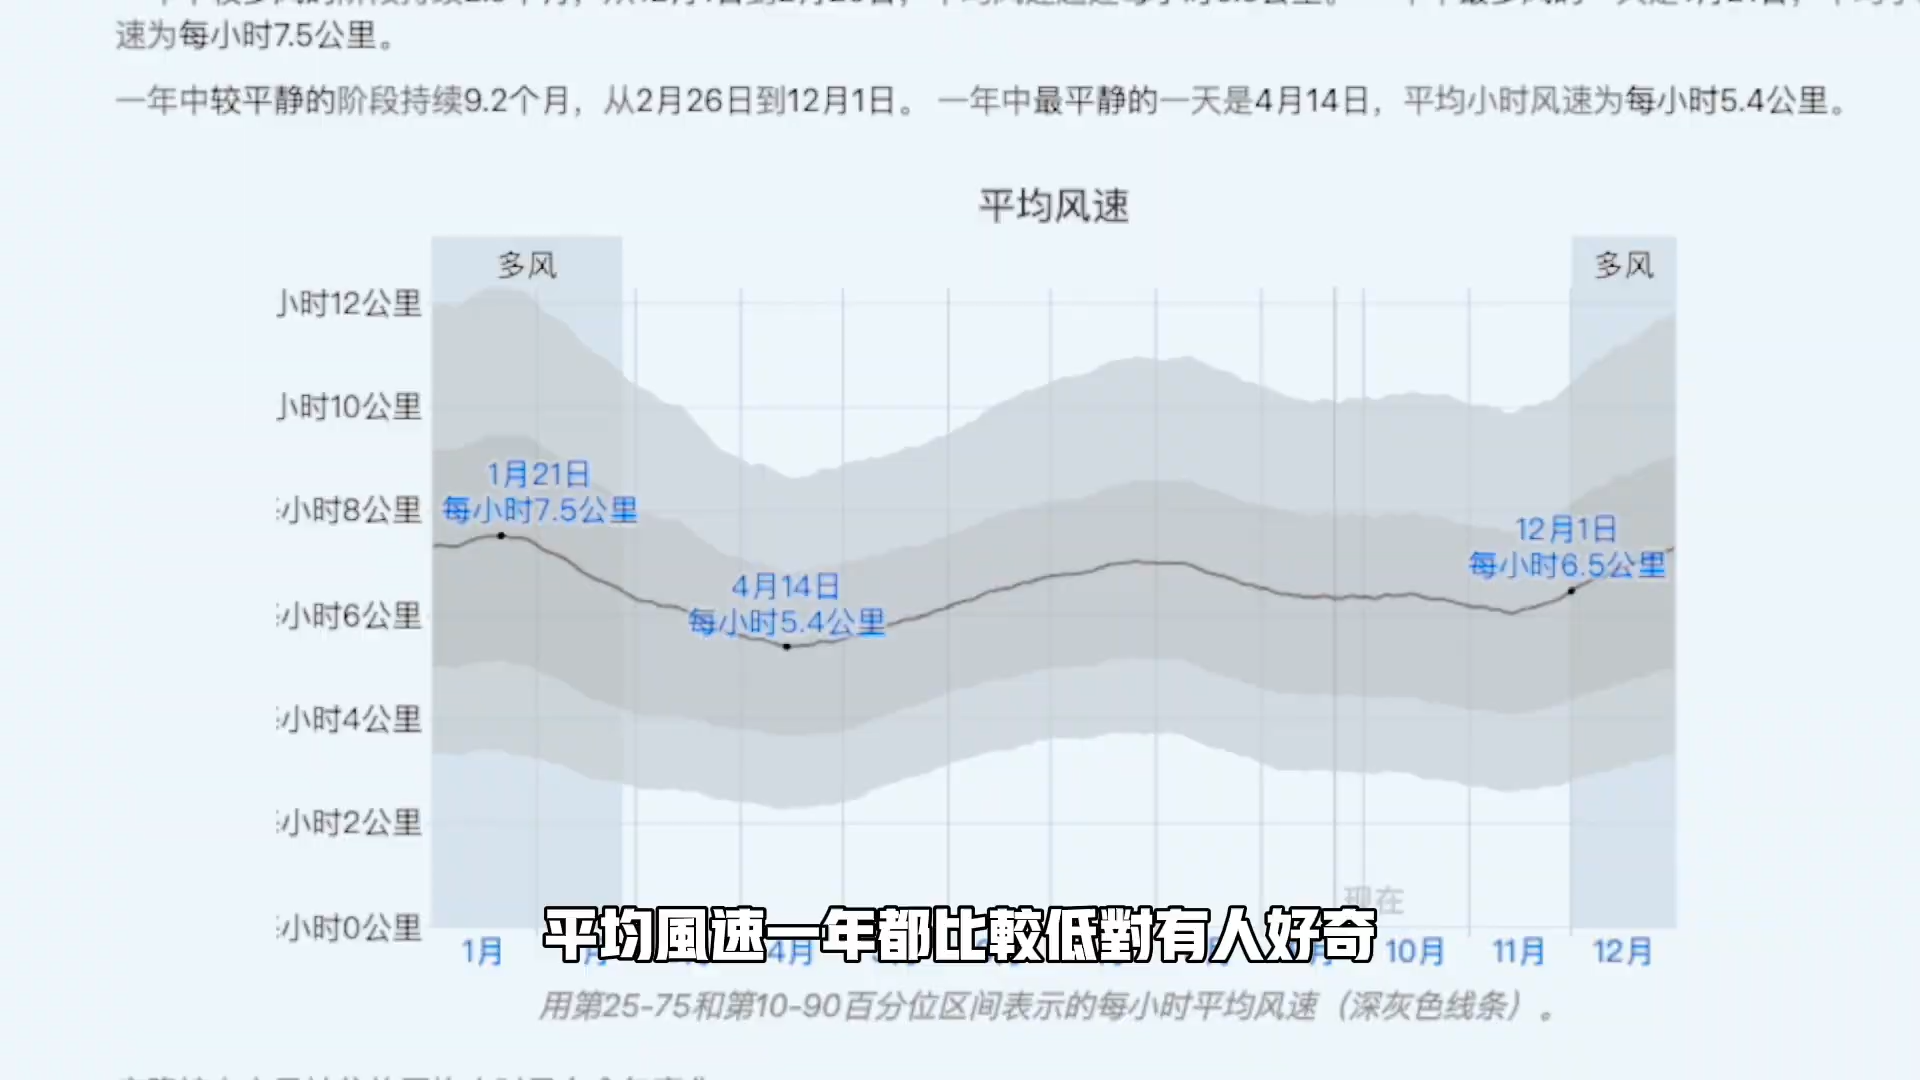 速为每小时7.5公里。
一年中较平静的阶段持续9.2个月，从2月26日到12月1日。 一年中最平静的一天是4月14日，平均小时风速为每小时5.4公里。
平均风速
多风
多风
小时12公里
小时10公里
小时8公里
小时6公里
小时4公里
小时2公里
小时0公里
1月21日
每小时7.5公里
4月14日
每小时5.4公里
12月1日
每小时6.5公里
现在
1月
4月
10月
11月
12月
平均風速一年都比較低對有人好奇
用第25-75和第10-90百分位区间表示的每小时平均风速（深灰色线条）。